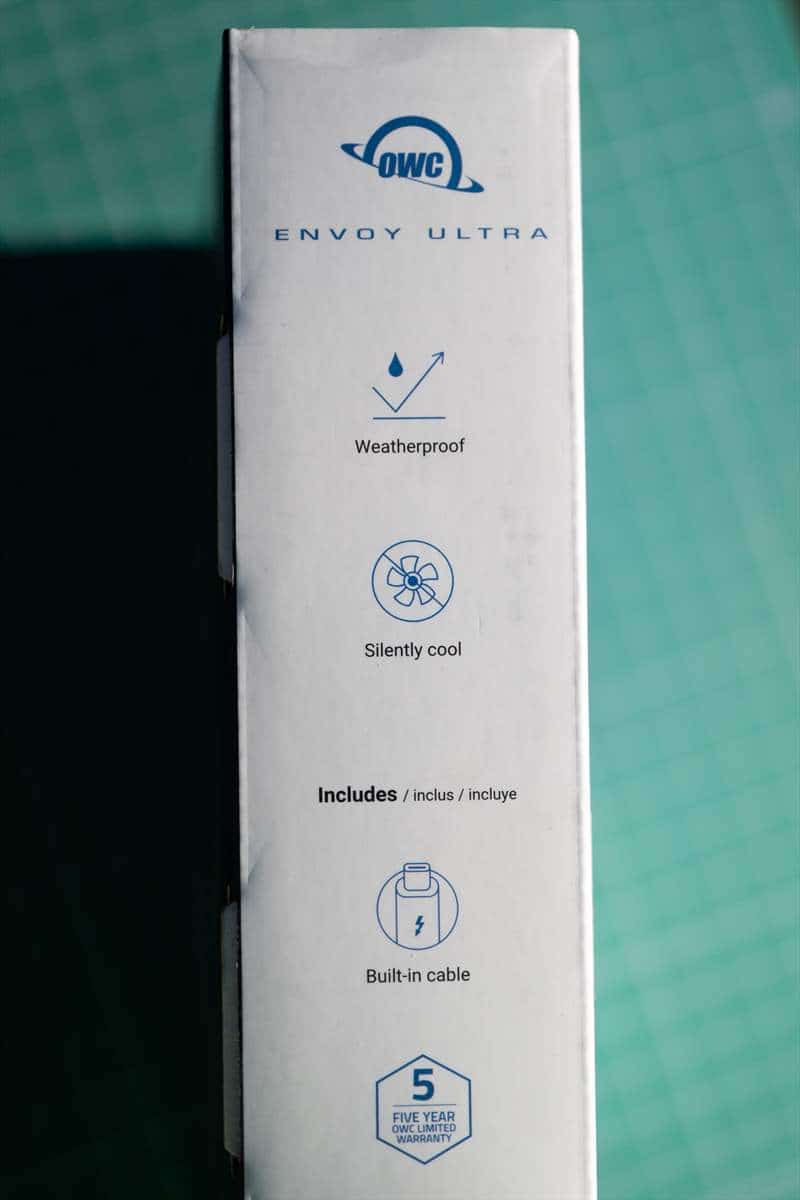 OWC
ENVOY ULTRA
Weatherproof
Silently cool
Includes / inclus / incluye
Built-in cable
5
FIVE YEAR
OWC LIMITED
WARRANTY